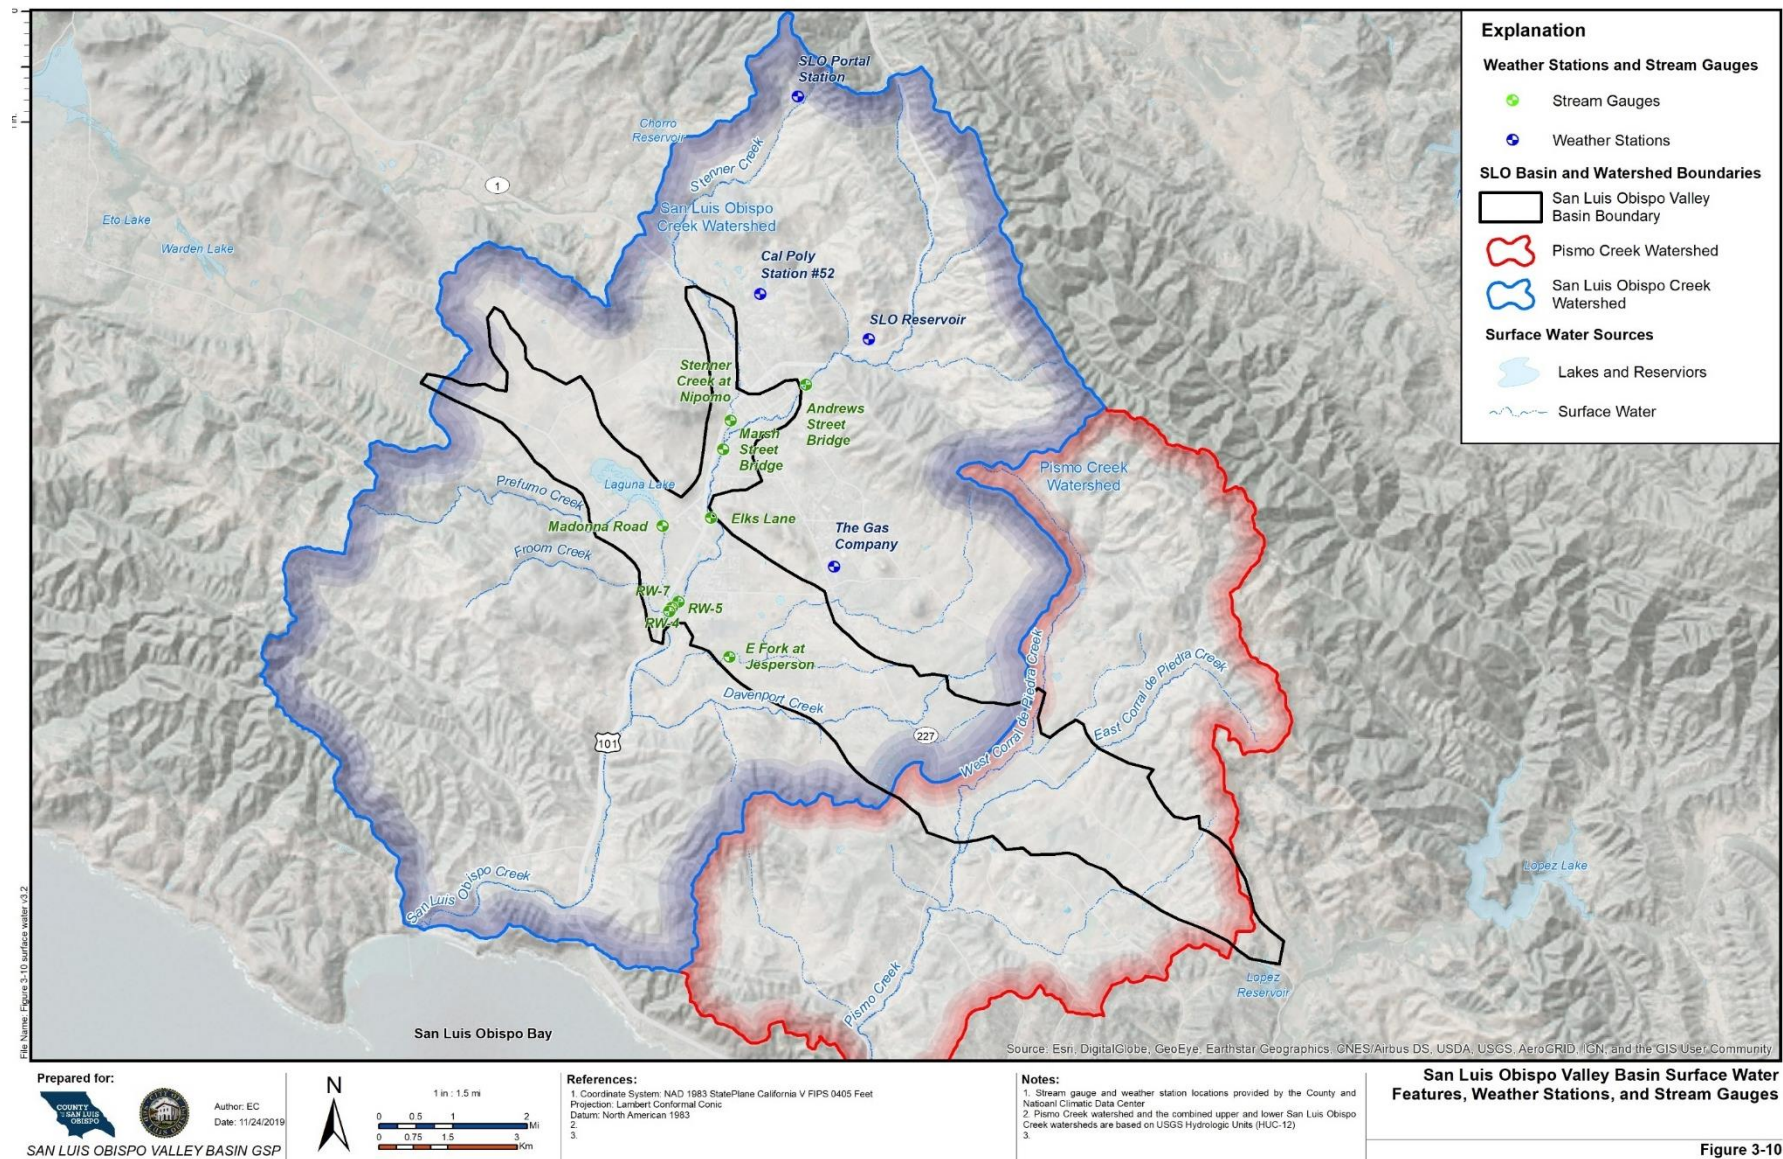 SLO Portal
Station
Chorro
Reservoir
Stenner Creek
1
San Luis Obispo
Creek Watershed
Eto Lake
Warden Lake
Cal Poly
Station #52
SLO Reservoir
Stenner
Creek at
Nipomo
Andrews
Street
Bridge
Marsh
Street
Bridge
Pismo Creek
Watershed
Laguna Lake
Prefumo Creek
Madonna Road
Elks Lane
The Gas
Company
Froom Creek
RW-7
RW-5
RW-4
E Fork at
Jesperson
West Corral de Piedra Creek
East Corral de Piedra Creek
Davenport Creek
227
101
San Luis Obispo Creek
Lopez Lake
Lopez
Reservoir
Pismo Creek
San Luis Obispo Bay
Source: Esri, DigitalGlobe, GeoEye, Earthstar Geographics, CNES/Airbus DS, USDA, USGS, AeroGRID, IGN, and the GIS User Community
Explanation
Weather Stations and Stream Gauges
Stream Gauges
Weather Stations
SLO Basin and Watershed Boundaries
San Luis Obispo Valley
Basin Boundary
Pismo Creek Watershed
San Luis Obispo Creek
Watershed
Surface Water Sources
Lakes and Reserviors
Surface Water
File Name: Figure 3-10 surface water v3.2
Prepared for:
COUNTY
OF SAN LUIS
OBISPO
Author: EC
Date: 11/24/2019
SAN LUIS OBISPO VALLEY BASIN GSP
N
1 in : 1.5 mi
0 0.5 1 2
Mi
0 0.75 1.5 3
Km
References:
1. Coordinate System: NAD 1983 StatePlane California V FIPS 0405 Feet
Projection: Lambert Conformal Conic
Datum: North American 1983
2.
3.
Notes:
1. Stream gauge and weather station locations provided by the County and
Natioanl Climatic Data Center
2. Pismo Creek watershed and the combined upper and lower San Luis Obispo
Creek watersheds are based on USGS Hydrologic Units (HUC-12)
3.
San Luis Obispo Valley Basin Surface Water
Features, Weather Stations, and Stream Gauges
Figure 3-10